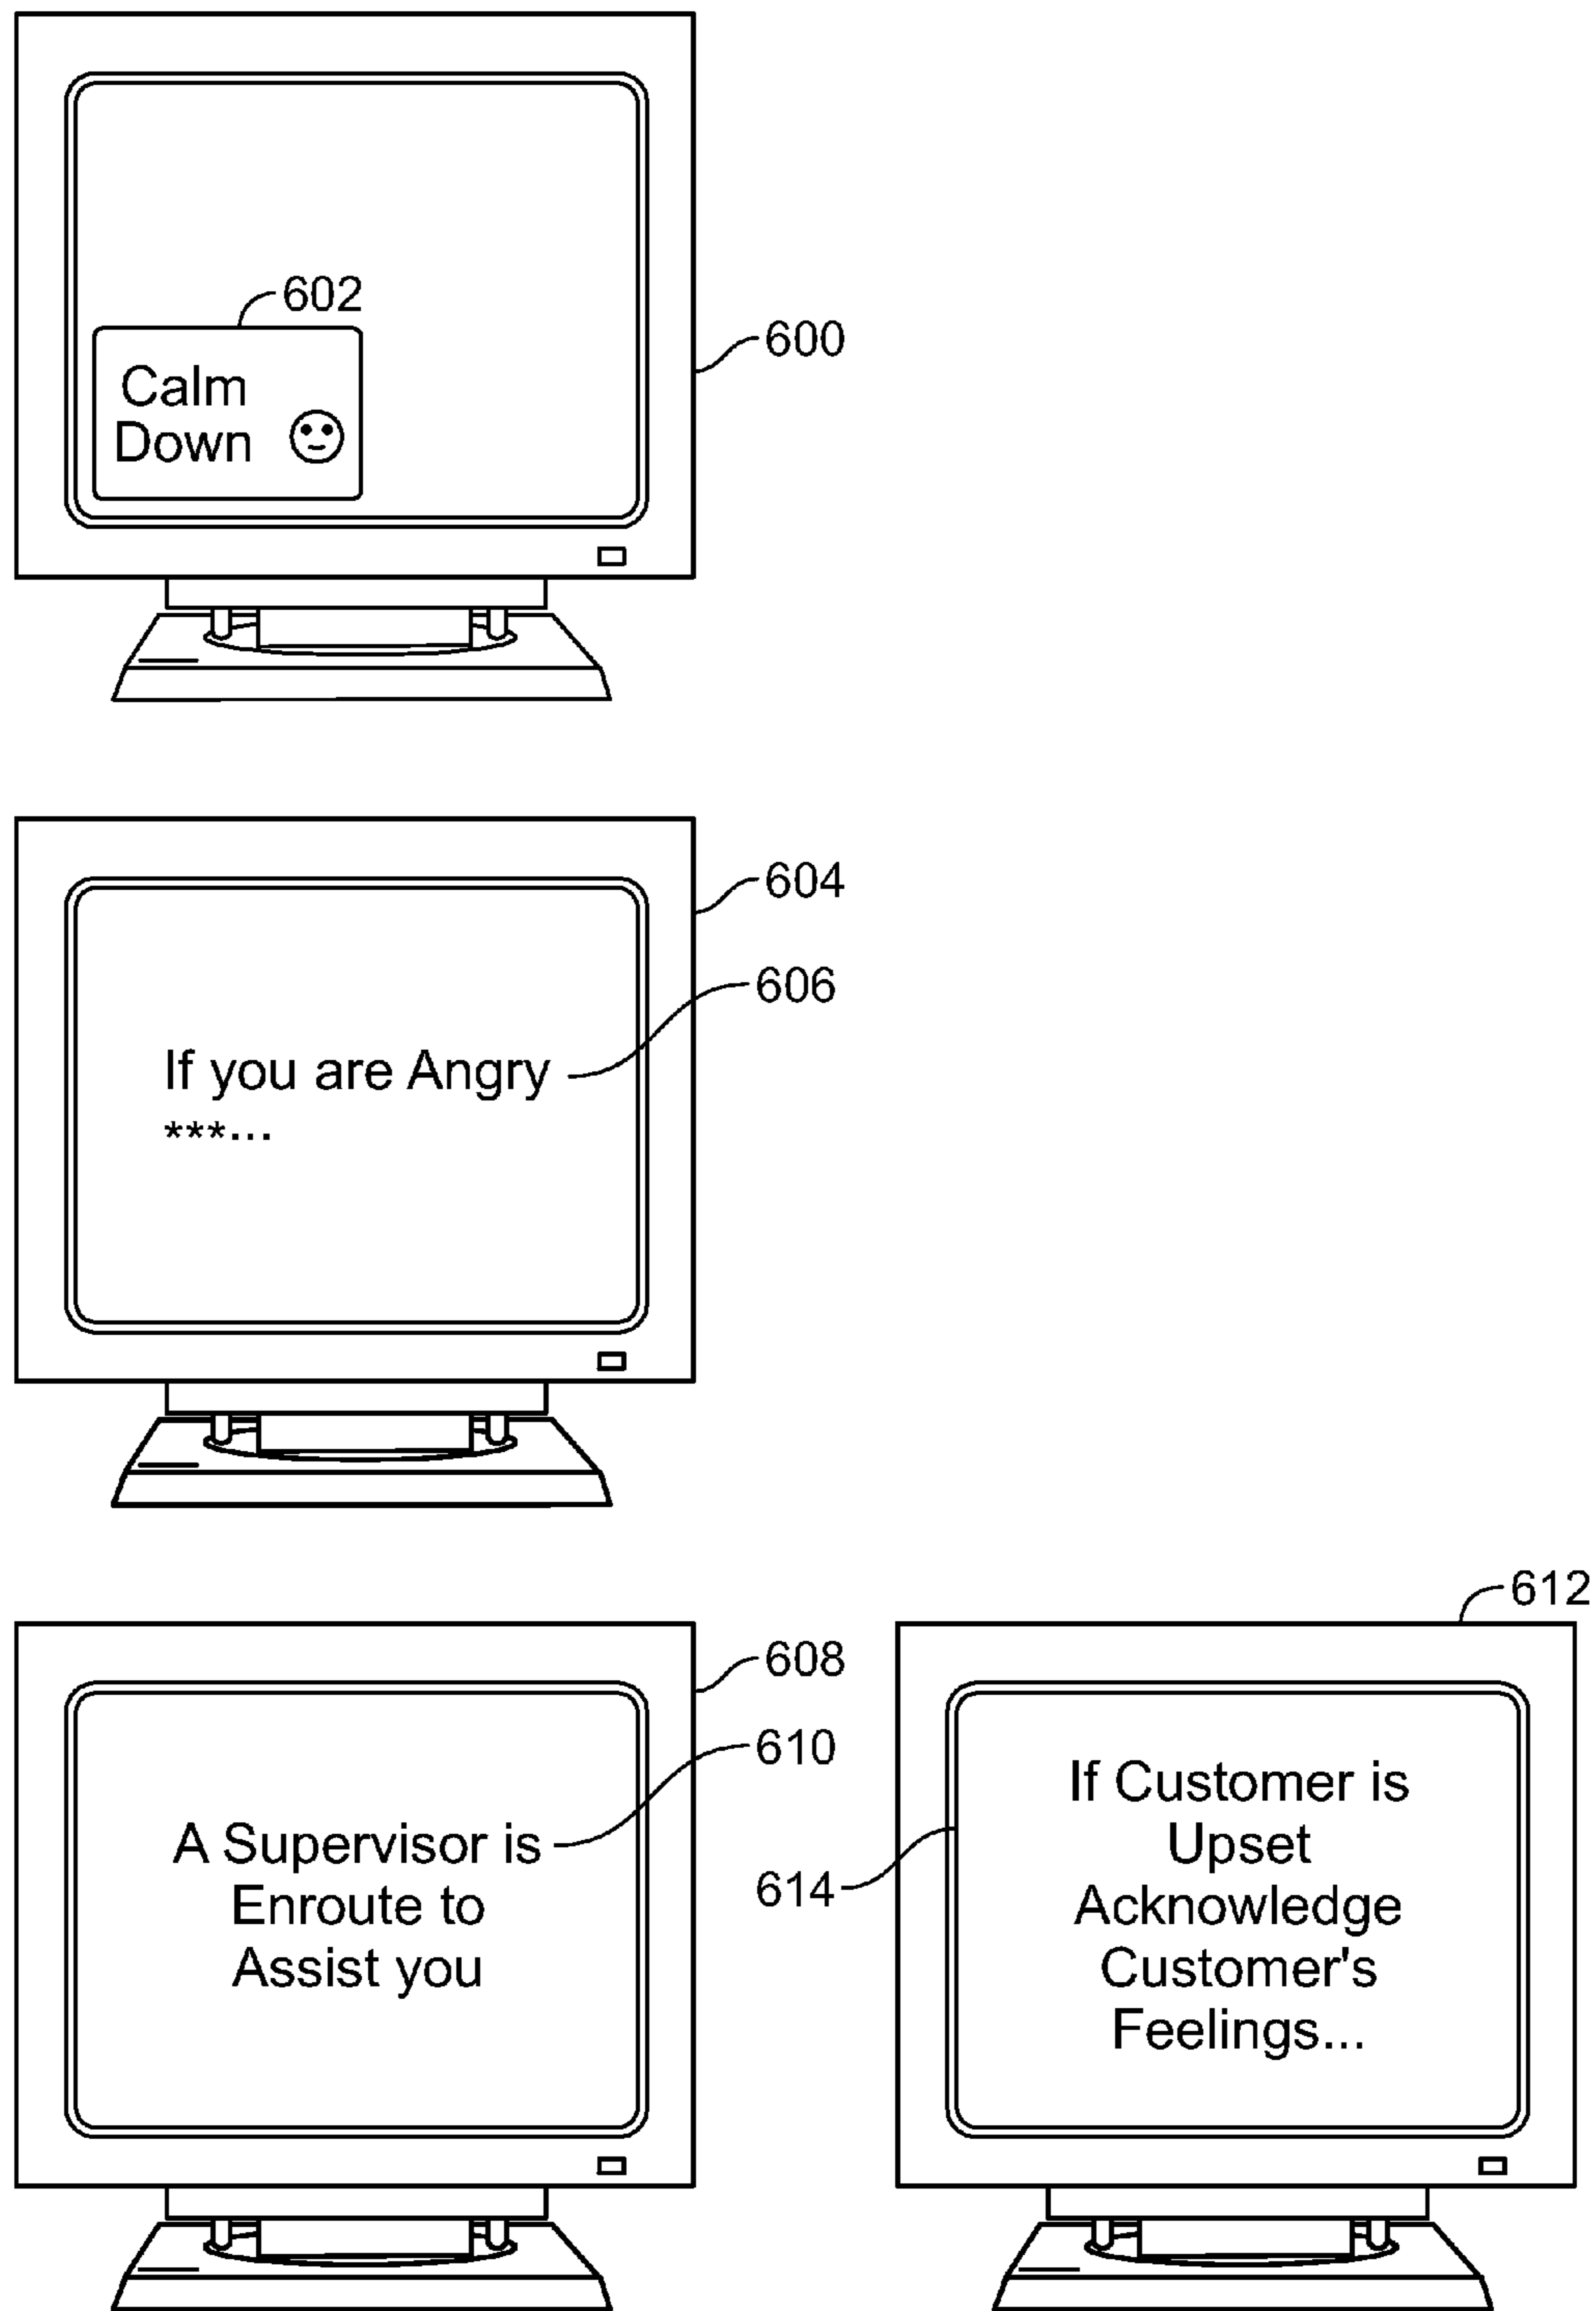 602
600
Calm
Down
604
606
If you are Angry
***...
612
608
610
If Customer is
A Supervisor is
Upset
614
Enroute to
Acknowledge
Assist you
Customer's
Feelings...